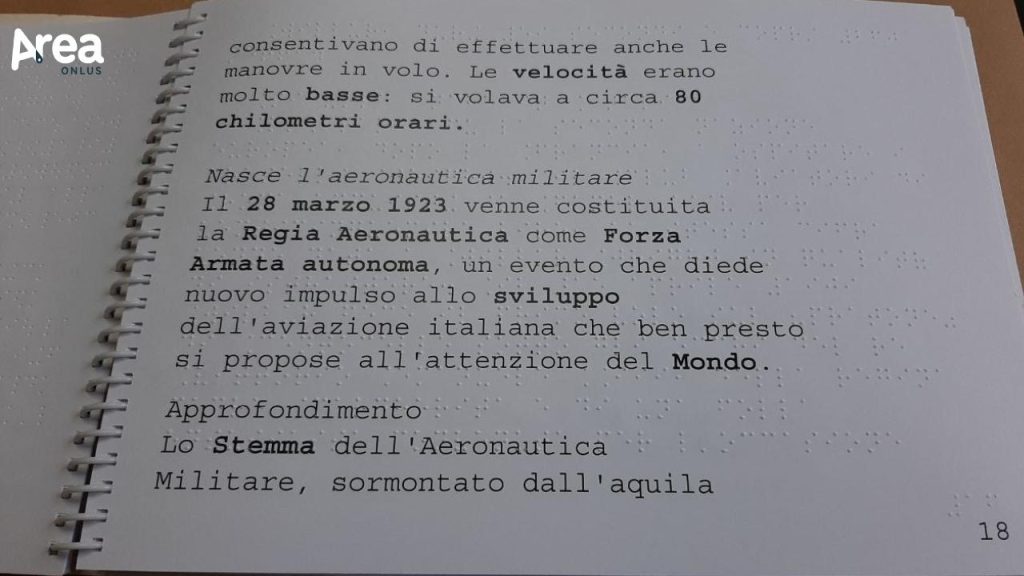 Area
ONLUS
consentivano di effettuare anche le
manovre in volo. Le velocità erano
molto basse: si volava a circa 80
chilometri orari.
Nasce l'aeronautica militare
Il 28 marzo 1923 venne costituita
la Regia Aeronautica come Forza
Armata autonoma, un evento che diede
nuovo impulso allo sviluppo
dell'aviazione italiana che ben presto
si propose all'attenzione del Mondo.
Approfondimento
Lo Stemma dell'Aeronautica
Militare, sormontato dall'aquila
18